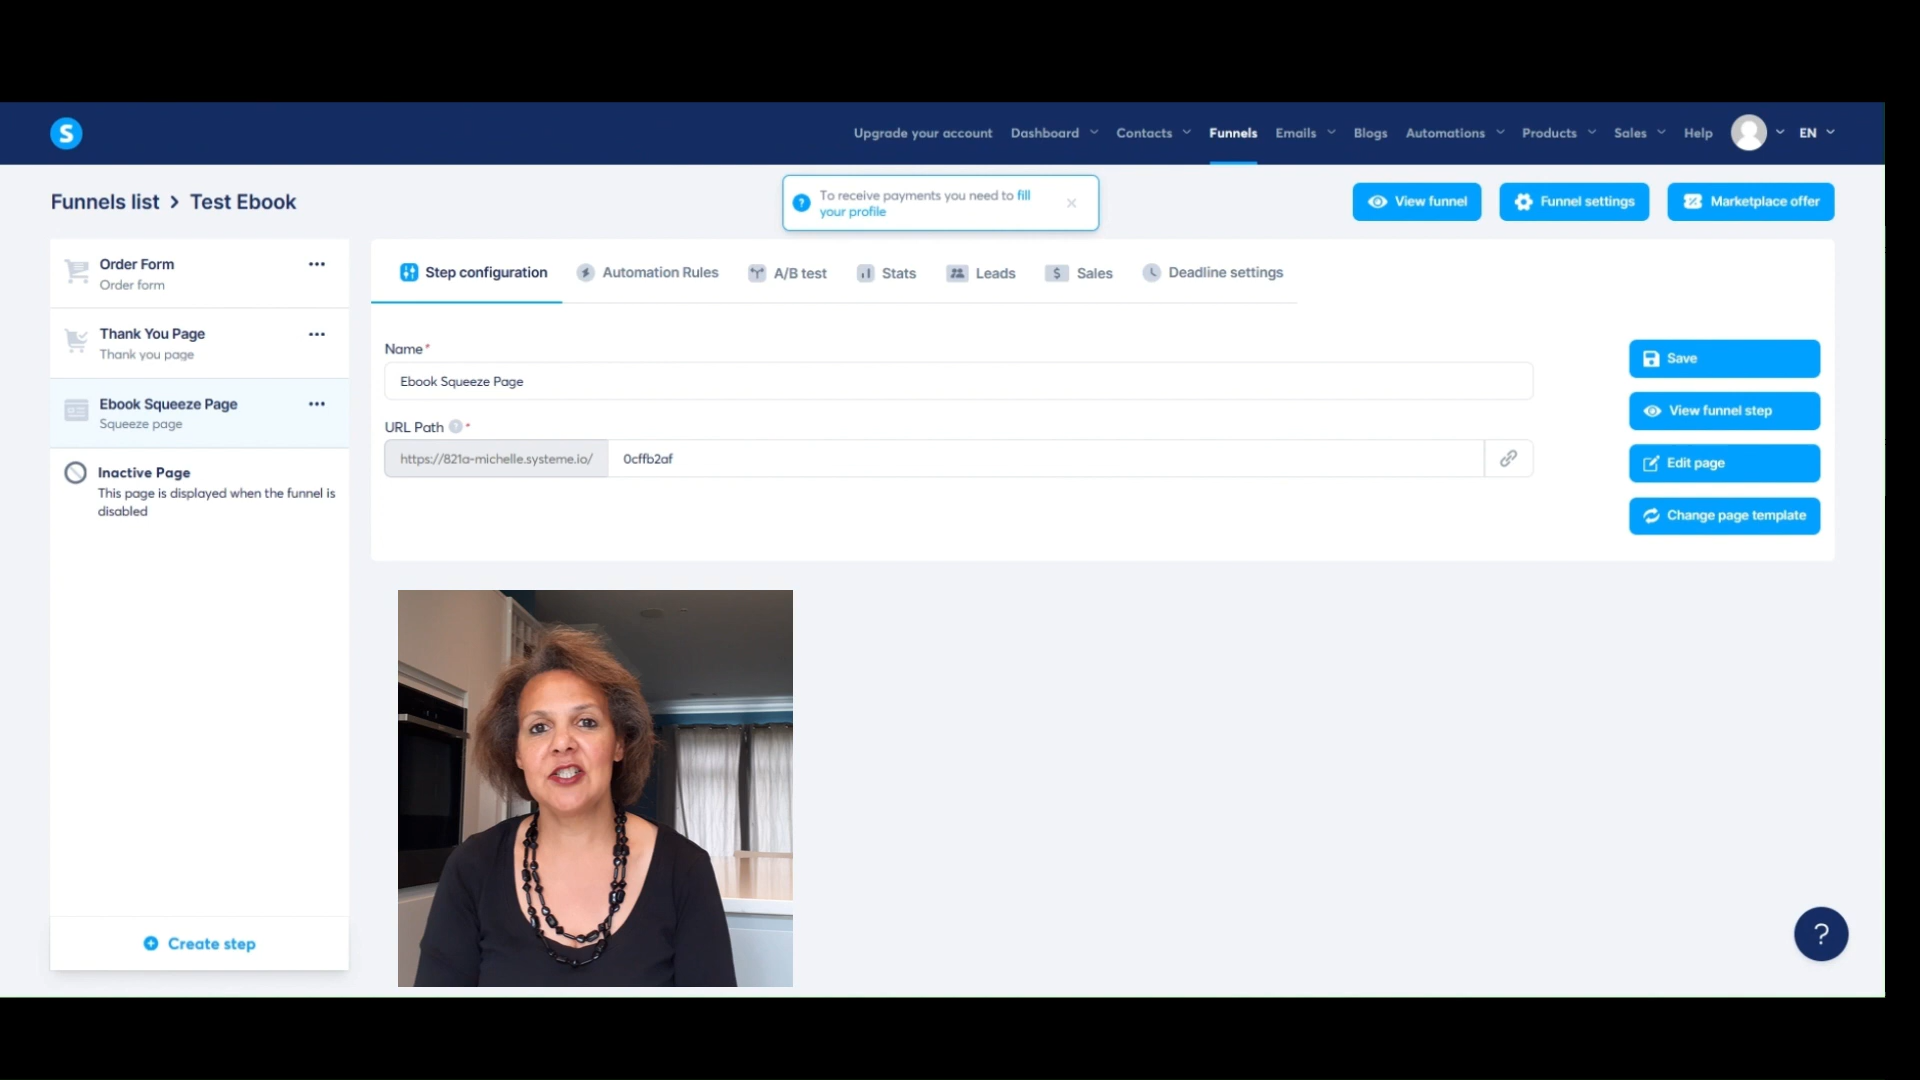 S
Upgrade your account Dashboard Contacts Funnels Emails Blogs Automations Products Sales Help EN
Funnels list > Test Ebook
? To receive payments you need to fill
your profile ×
View funnel Funnel settings Marketplace offer
Order Form
Order form
Thank You Page
Thank you page
Ebook Squeeze Page
Squeeze page
Inactive Page
This page is displayed when the funnel is
disabled
Create step
Step configuration Automation Rules A/B test Stats Leads $ Sales Deadline settings
Name*
Ebook Squeeze Page
URL Path ? *
https://821a-michelle.systeme.io/ 0cffb2af
Save
View funnel step
Edit page
Change page template
?